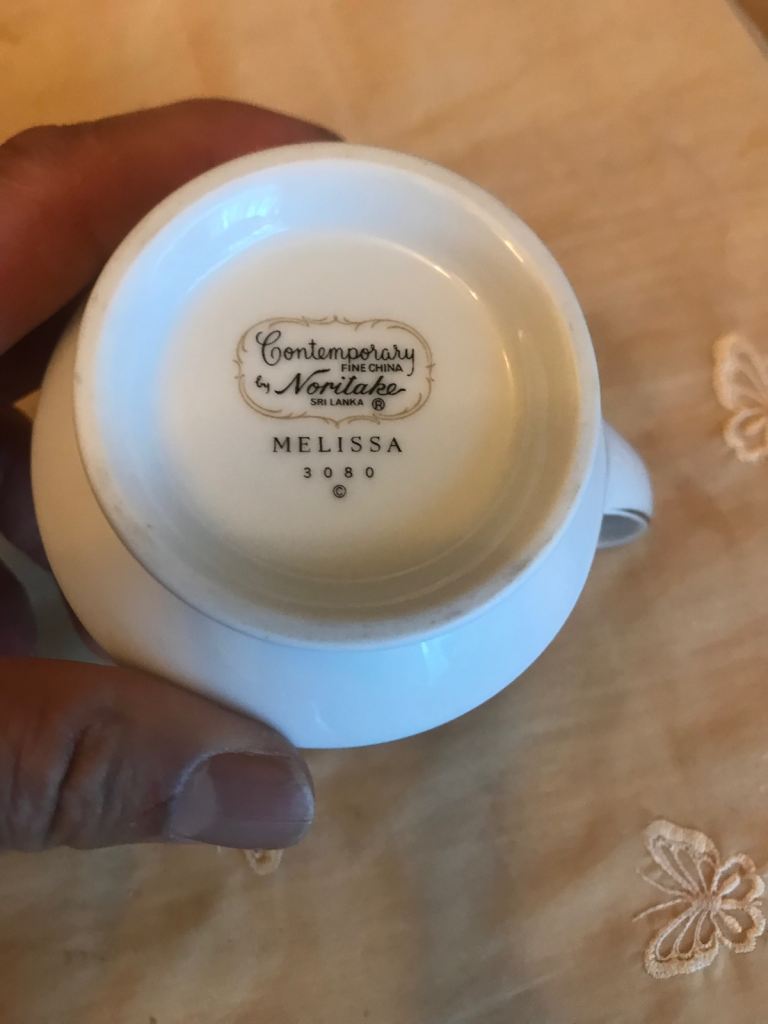 Contemporary
FINE CHINA
by Noritake
SRI LANKA ®
MELISSA
3080
©